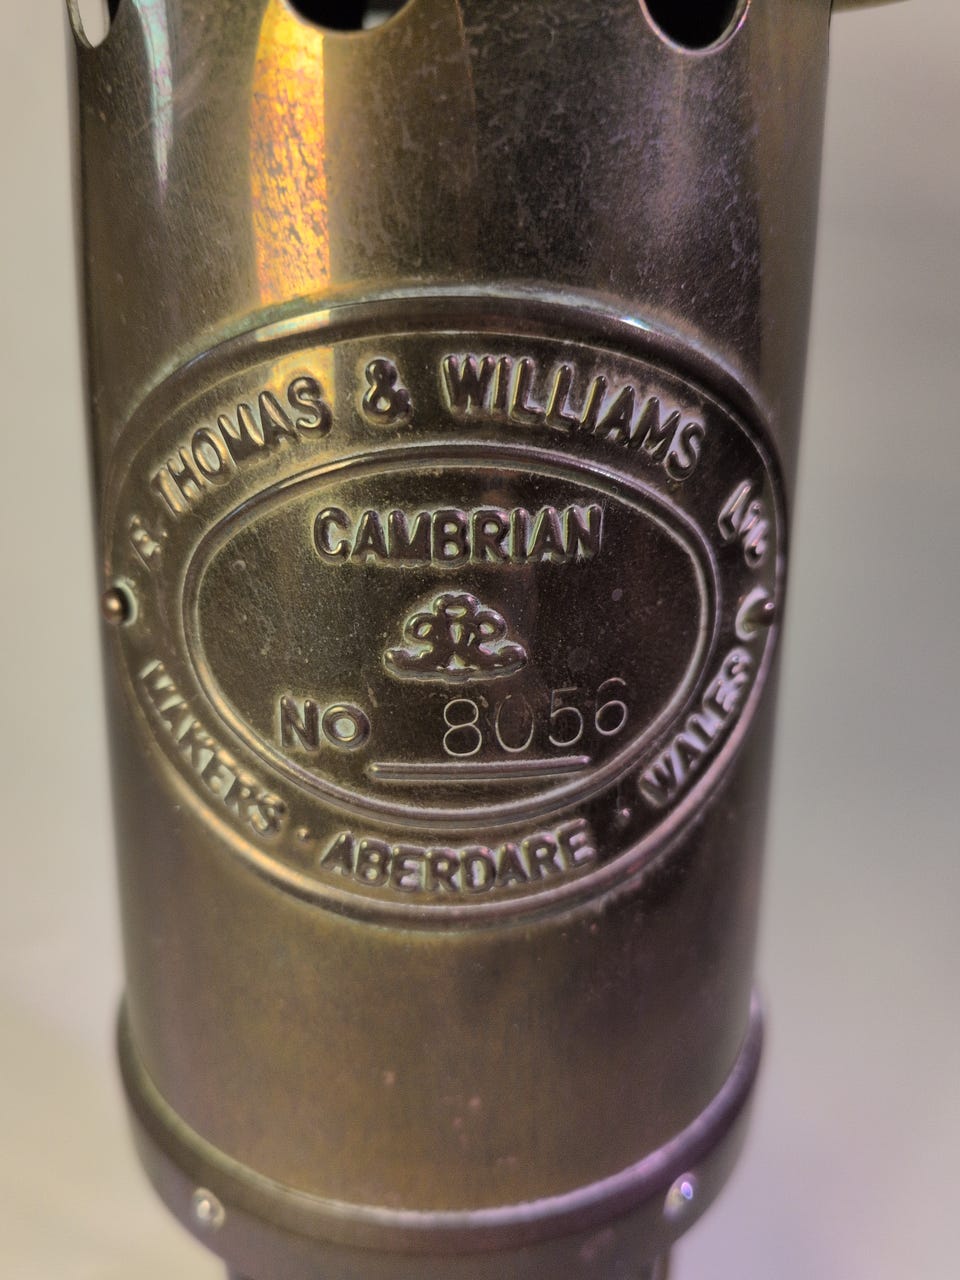 E. THOMAS & WILLIAMS LTD
CAMBRIAN
NO 8056
MAKERS · ABERDARE · WALES